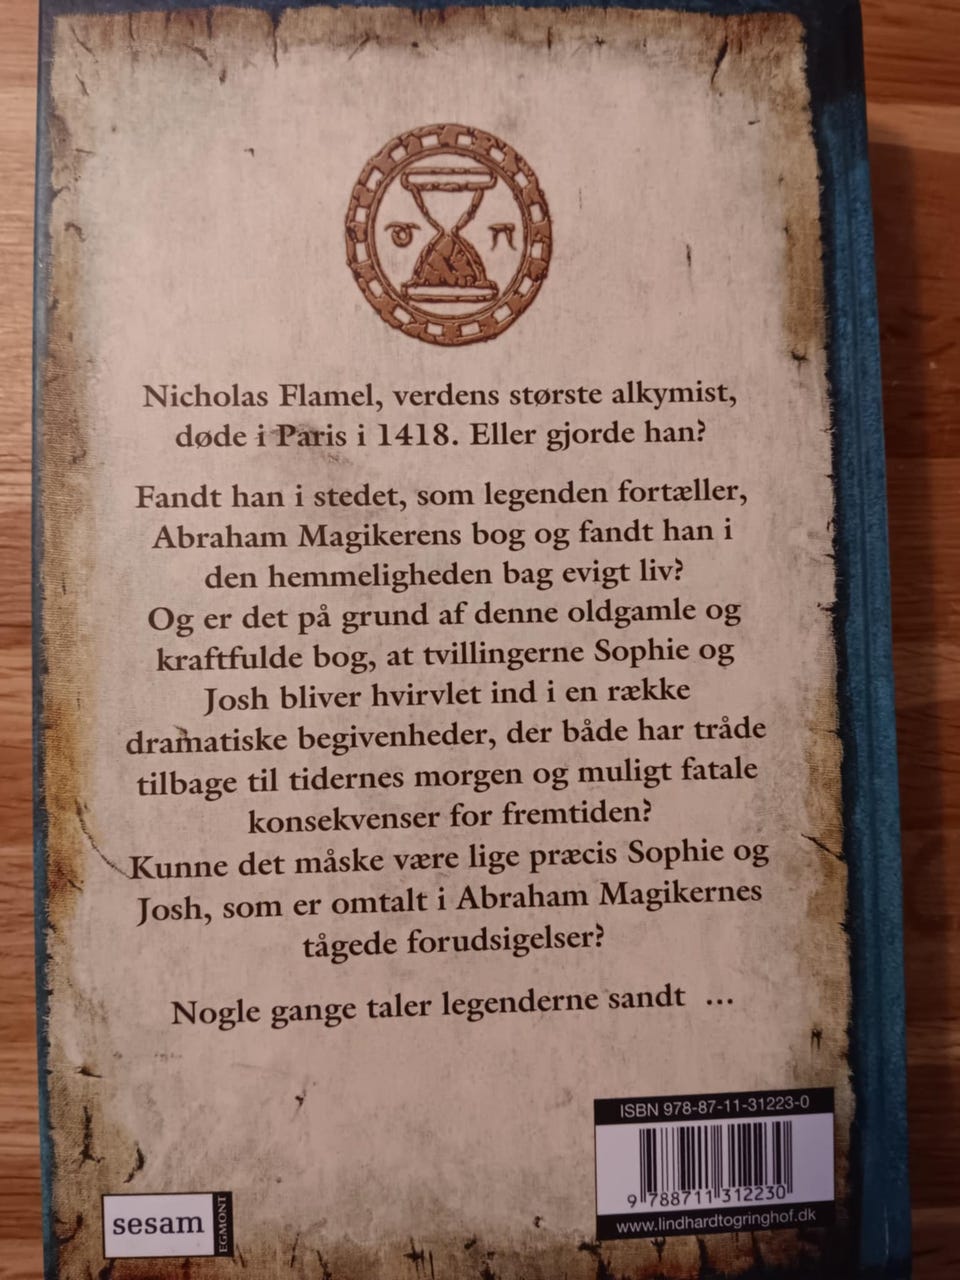 Nicholas Flamel, verdens største alkymist,
døde i Paris i 1418. Eller gjorde han?
Fandt han i stedet, som legenden fortæller,
Abraham Magikerens bog og fandt han i
den hemmeligheden bag evigt liv?
Og er det på grund af denne oldgamle og
kraftfulde bog, at tvillingerne Sophie og
Josh bliver hvirvlet ind i en række
dramatiske begivenheder, der både har tråde
tilbage til tidernes morgen og muligt fatale
konsekvenser for fremtiden?
Kunne det måske være lige præcis Sophie og
Josh, som er omtalt i Abraham Magikernes
tågede forudsigelser?
Nogle gange taler legenderne sandt ...
ISBN 978-87-11-31223-0
9 788711 312230
www.lindhardtogringhof.dk
sesam
EGMONT